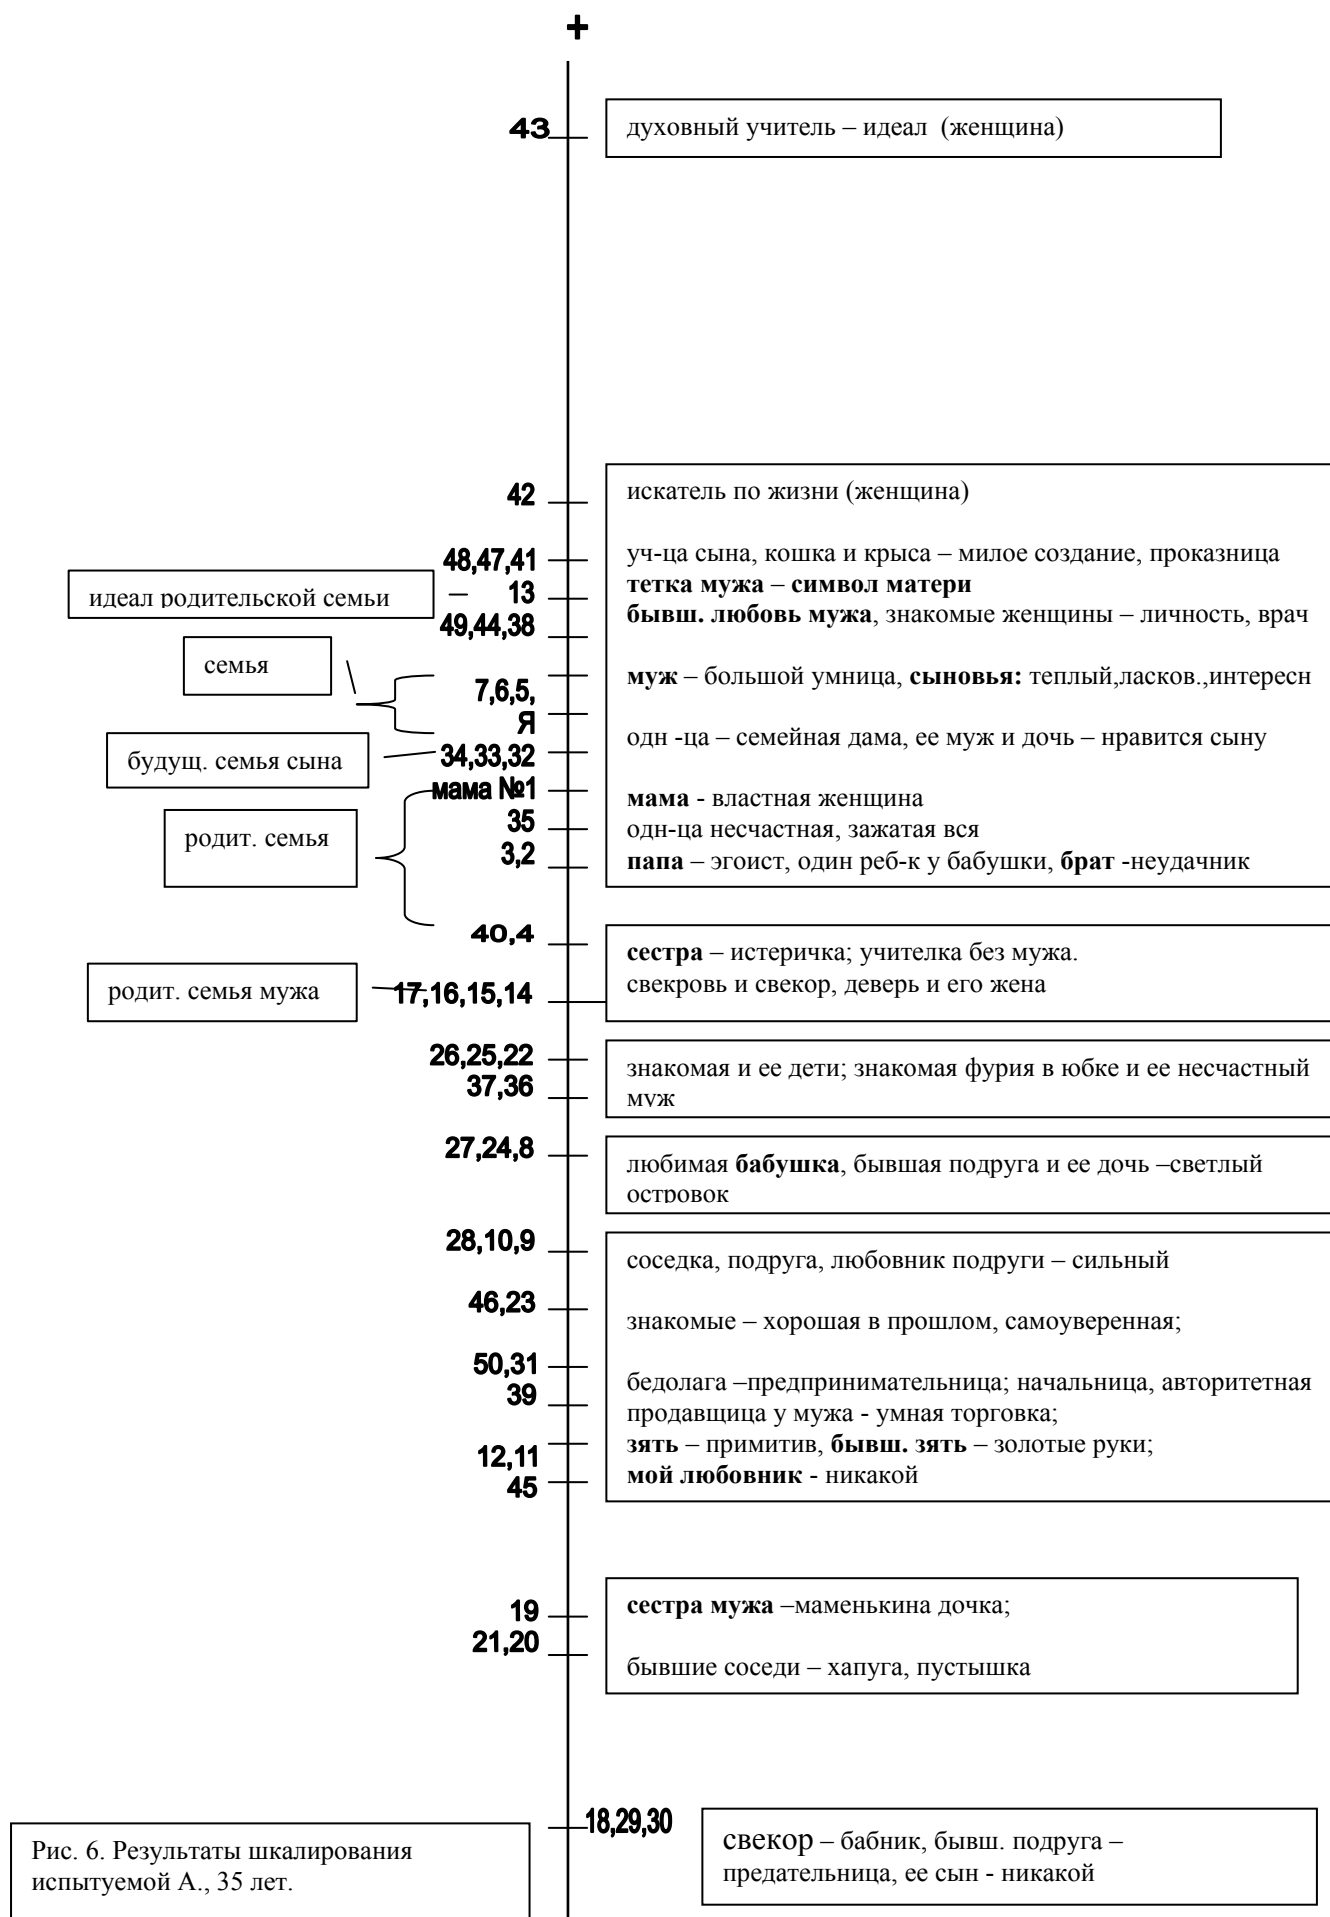 +
43
духовный учитель – идеал (женщина)
42
искатель по жизни (женщина)
48,47,41
уч-ца сына, кошка и крыса – милое создание, проказница
идеал родительской семьи
– 13
тетка мужа – символ матери
49,44,38
бывш. любовь мужа, знакомые женщины – личность, врач
семья
7,6,5,
муж – большой умница, сыновья: теплый,ласков.,интересн
Я
будущ. семья сына
34,33,32
одн -ца – семейная дама, ее муж и дочь – нравится сыну
мама №1
мама - властная женщина
родит. семья
35
одн-ца несчастная, зажатая вся
3,2
папа – эгоист, один реб-к у бабушки, брат -неудачник
40,4
сестра – истеричка; учителка без мужа.
родит. семья мужа
17,16,15,14
свекровь и свекор, деверь и его жена
26,25,22
37,36
знакомая и ее дети; знакомая фурия в юбке и ее несчастный
муж
27,24,8
любимая бабушка, бывшая подруга и ее дочь –светлый
островок
28,10,9
соседка, подруга, любовник подруги – сильный
46,23
знакомые – хорошая в прошлом, самоуверенная;
50,31
бедолага –предпринимательница; начальница, авторитетная
39
продавщица у мужа - умная торговка;
12,11
зять – примитив, бывш. зять – золотые руки;
45
мой любовник - никакой
19
сестра мужа –маменькина дочка;
21,20
бывшие соседи – хапуга, пустышка
18,29,30
свекор – бабник, бывш. подруга –
предательница, ее сын - никакой
Рис. 6. Результаты шкалирования
испытуемой А., 35 лет.